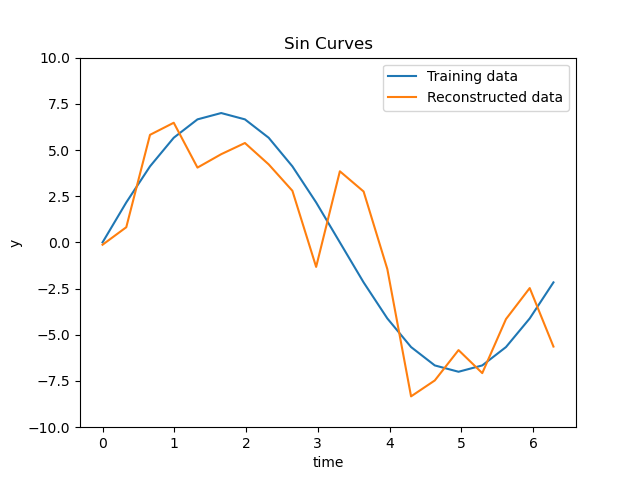 Sin Curves
Training data
Reconstructed data
10.0
7.5
5.0
2.5
0.0
−2.5
−5.0
−7.5
−10.0
y
0 1 2 3 4 5 6
time